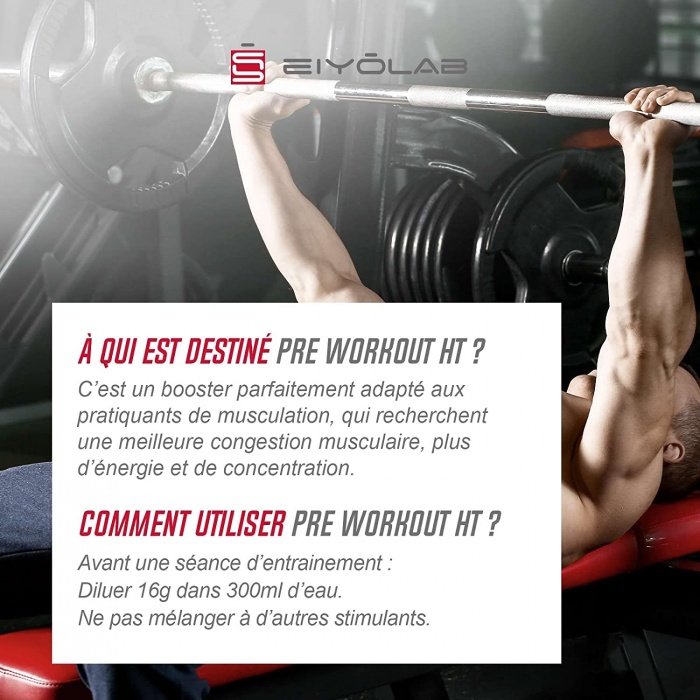 EIYŌLAB
À QUI EST DESTINÉ PRE WORKOUT HT ?
C’est un booster parfaitement adapté aux
pratiquants de musculation, qui recherchent
une meilleure congestion musculaire, plus
d’énergie et de concentration.
COMMENT UTILISER PRE WORKOUT HT ?
Avant une séance d’entrainement :
Diluer 16g dans 300ml d’eau.
Ne pas mélanger à d’autres stimulants.